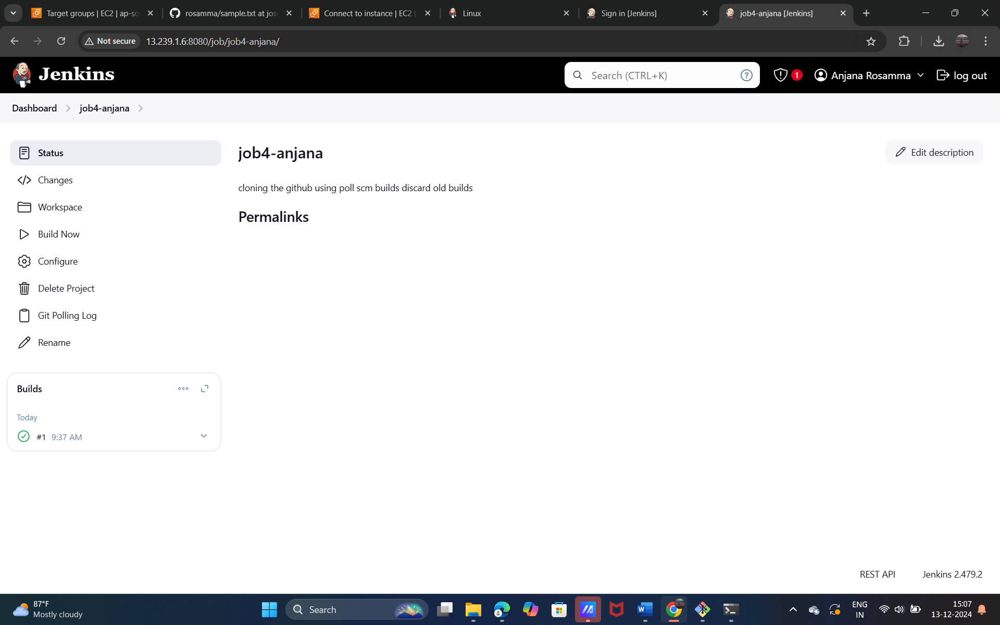 Target groups | EC2 | ap-so
rosamma/sample.txt at jose
Connect to instance | EC2 |
Linux
Sign in [Jenkins]
job4-anjana [Jenkins]
Not secure
13.239.1.6:8080/job/job4-anjana/
Jenkins
Search (CTRL+K)
?
1
Anjana Rosamma
log out
Dashboard
job4-anjana
Status
Changes
Workspace
Build Now
Configure
Delete Project
Git Polling Log
Rename
job4-anjana
Edit description
cloning the github using poll scm builds discard old builds
Permalinks
Builds
Today
#1 9:37 AM
REST API
Jenkins 2.479.2
87°F
Mostly cloudy
Search
ENG
IN
15:07
13-12-2024